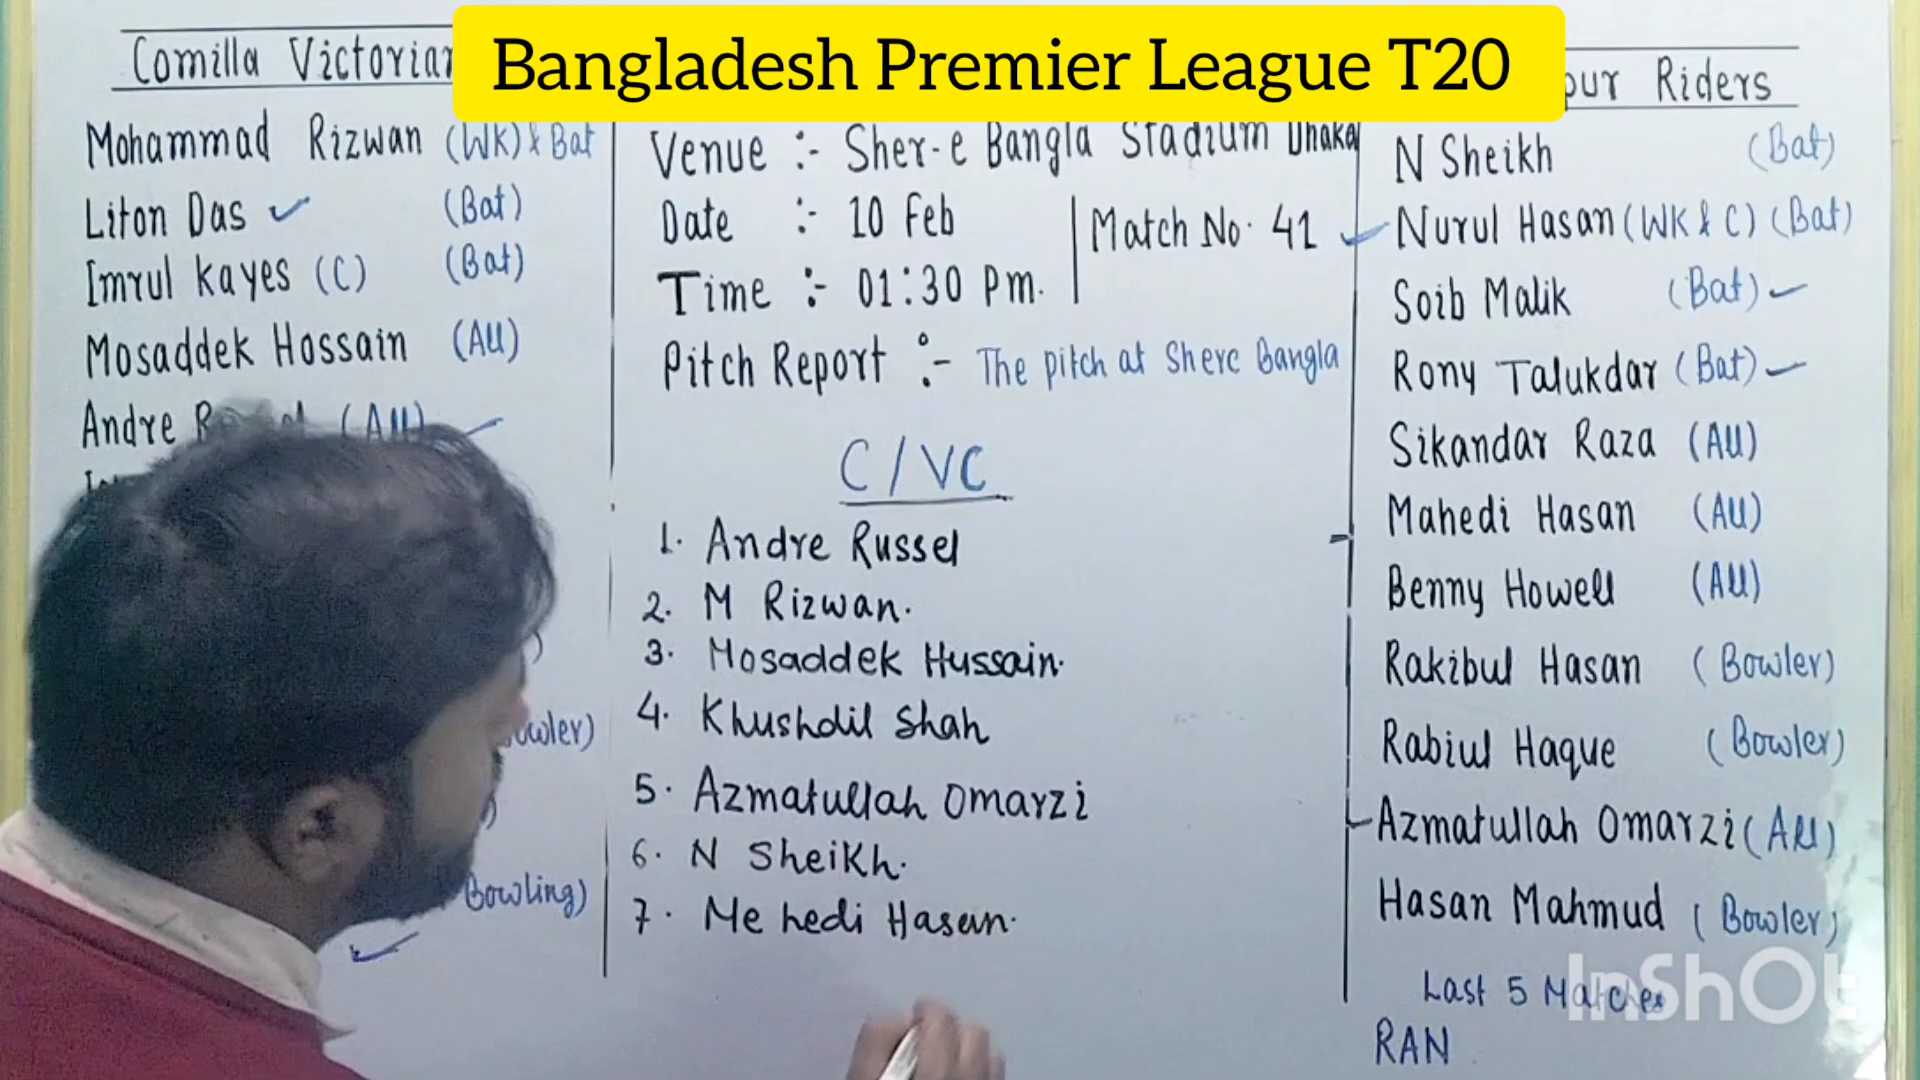 Bangladesh Premier League T20
Comilla Victorian
Mohammad Rizwan (WK) & Bat
Liton Das (Bat)
Imrul Kayes (C) (Bat)
Mosaddek Hossain (All)
Andre (All)
owler)
Bowling)
Venue :- Sher-e Bangla Stadium Dhaka
Date :- 10 Feb
Match No. 41
Time :- 01:30 Pm.
Pitch Report :- The pitch at Shere Bangla
C/VC
1. Andre Russel
2. M Rizwan.
3. Mosaddek Hussain.
4. Khushdil Shah
5. Azmatullah Omarzi
6. N Sheikh.
7. Mehedi Hasan.
pur Riders
N Sheikh (Bat)
Nurul Hasan (WK & C) (Bat)
Soib Malik (Bat)
Rony Talukdar (Bat)
Sikandar Raza (All)
Mahedi Hasan (All)
Benny Howell (All)
Rakibul Hasan (Bowler)
Rabiul Haque (Bowler)
Azmatullah Omarzi (All)
Hasan Mahmud (Bowler)
Last 5 Matches
RAN
InShOt